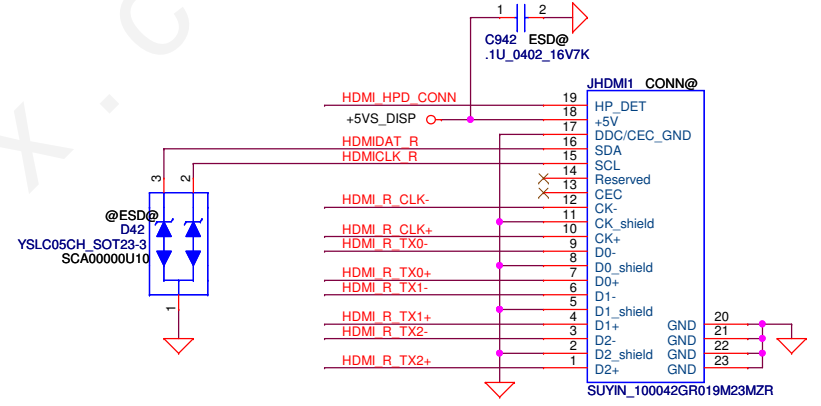 1 2
C942 ESD@
.1U_0402_16V7K
JHDMI1 CONN@
HDMI_HPD_CONN 19 HP_DET
+5VS_DISP 18 +5V
17 DDC/CEC_GND
HDMIDAT_R 16 SDA
HDMICLK_R 15 SCL
14 Reserved
13 CEC
HDMI_R_CLK- 12 CK-
11 CK_shield
HDMI_R_CLK+ 10 CK+
HDMI_R_TX0- 9 D0-
8 D0_shield
HDMI_R_TX0+ 7 D0+
HDMI_R_TX1- 6 D1-
5 D1_shield
HDMI_R_TX1+ 4 D1+ GND 20
HDMI_R_TX2- 3 D2- GND 21
2 D2_shield GND 22
HDMI_R_TX2+ 1 D2+ GND 23
SUYIN_100042GR019M23MZR
3 2
@ESD@
D42
YSLC05CH_SOT23-3
SCA00000U10
1
x.c